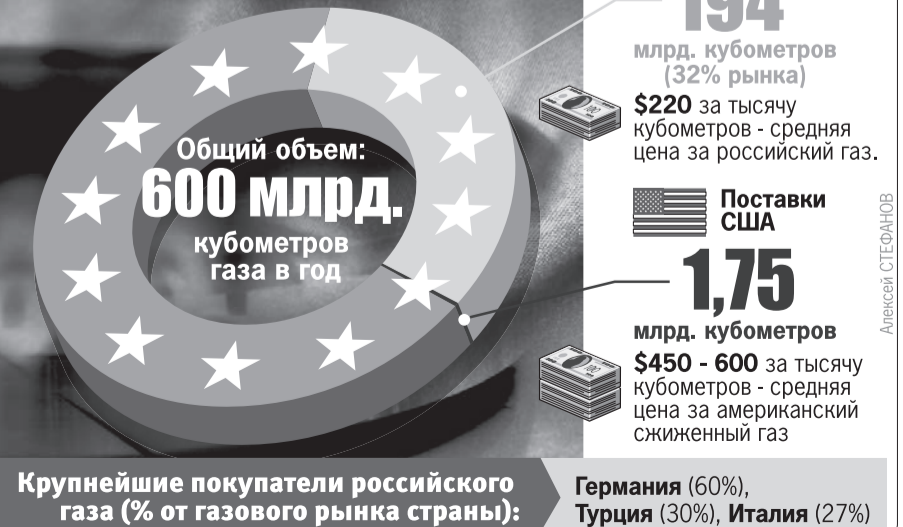 194
млрд. кубометров
(32% рынка)
$220 за тысячу
кубометров - средняя
цена за российский газ.
Общий объем:
600 млрд.
кубометров
газа в год
Поставки
США
1,75
млрд. кубометров
$450 - 600 за тысячу
кубометров - средняя
цена за американский
сжиженный газ
Алексей СТЕФАНОВ
Крупнейшие покупатели российского
газа (% от газового рынка страны):
Германия (60%),
Турция (30%), Италия (27%)